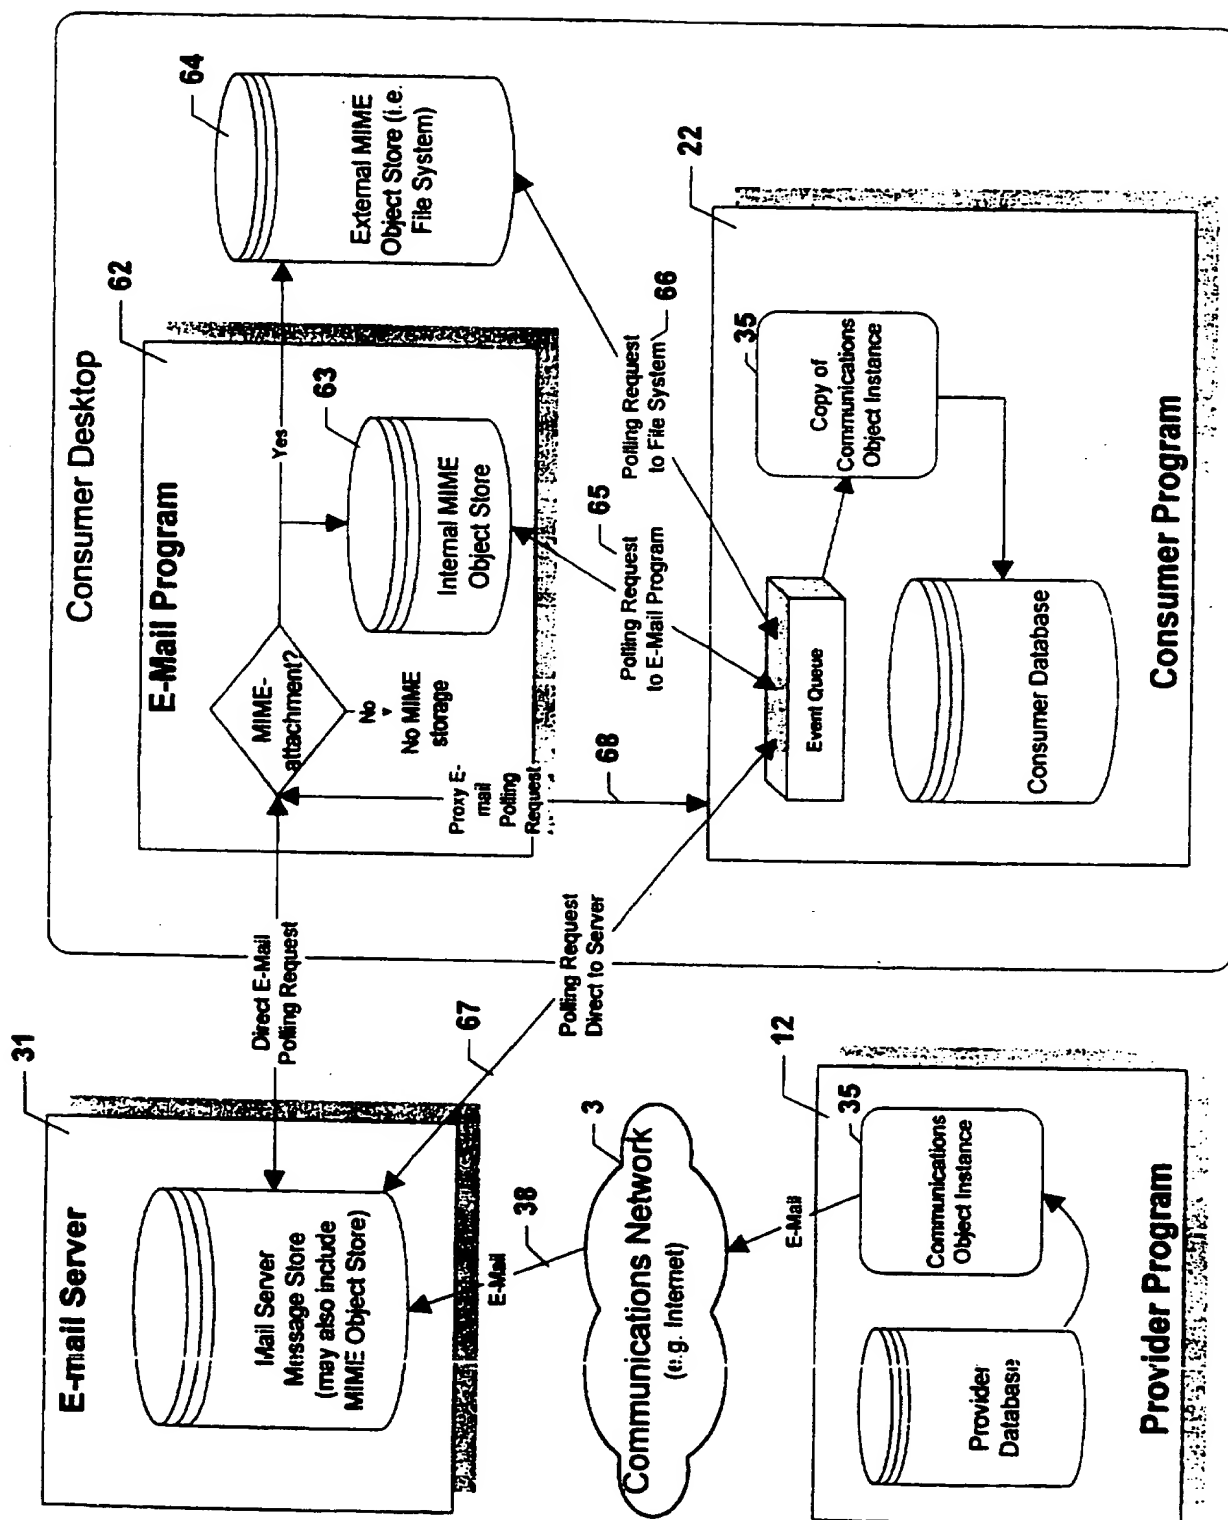 31
E-mail Server
Mail Server
Message Store
(may also include
MIME Object Store)
Direct E-Mail
Polling Request
67
E-Mail
38
3
Communications Network
(e.g. Internet)
E-Mail
12
35
Communications
Object Instance
Provider
Database
Provider Program
Polling Request
Direct to Server
Consumer Desktop
62
E-Mail Program
MIME-
attachment?
Yes
No
No MIME
storage
63
Internal MIME
Object Store
64
External MIME
Object Store (i.e.
File System)
Proxy E-
mail
Polling
Request
68
Polling Request
to E-Mail Program
65
Polling Request
to File System
66
22
Event Queue
35
Copy of
Communications
Object Instance
Consumer Database
Consumer Program